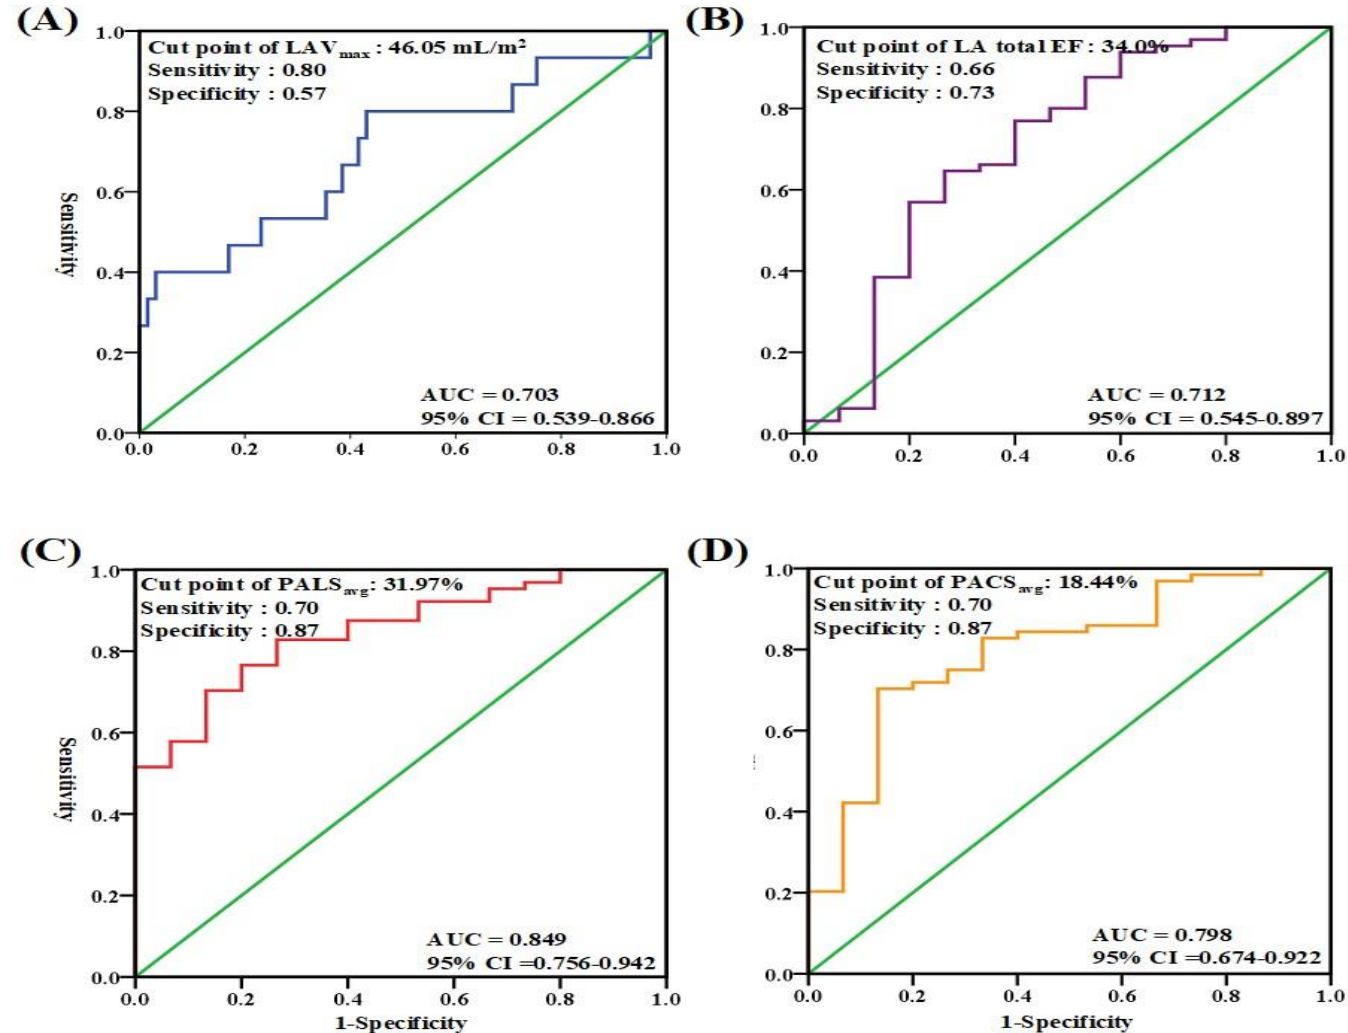 (A)
Cut point of LAVmax : 46.05 mL/m²
Sensitivity : 0.80
Specificity : 0.57
1.0
0.8
0.6
0.4
0.2
0.0
Sensitivity
AUC = 0.703
95% CI = 0.539-0.866
0.0 0.2 0.4 0.6 0.8 1.0
(B)
Cut point of LA total EF : 34.0%
Sensitivity : 0.66
Specificity : 0.73
1.0
0.8
0.6
0.4
0.2
0.0
AUC = 0.712
95% CI = 0.545-0.897
0.0 0.2 0.4 0.6 0.8 1.0
(C)
Cut point of PALSavg: 31.97%
Sensitivity : 0.70
Specificity : 0.87
1.0
0.8
0.6
0.4
0.2
0.0
Sensitivity
AUC = 0.849
95% CI =0.756-0.942
0.0 0.2 0.4 0.6 0.8 1.0
1-Specificity
(D)
Cut point of PACSavg: 18.44%
Sensitivity : 0.70
Specificity : 0.87
1.0
0.8
0.6
0.4
0.2
0.0
AUC = 0.798
95% CI =0.674-0.922
0.0 0.2 0.4 0.6 0.8 1.0
1-Specificity